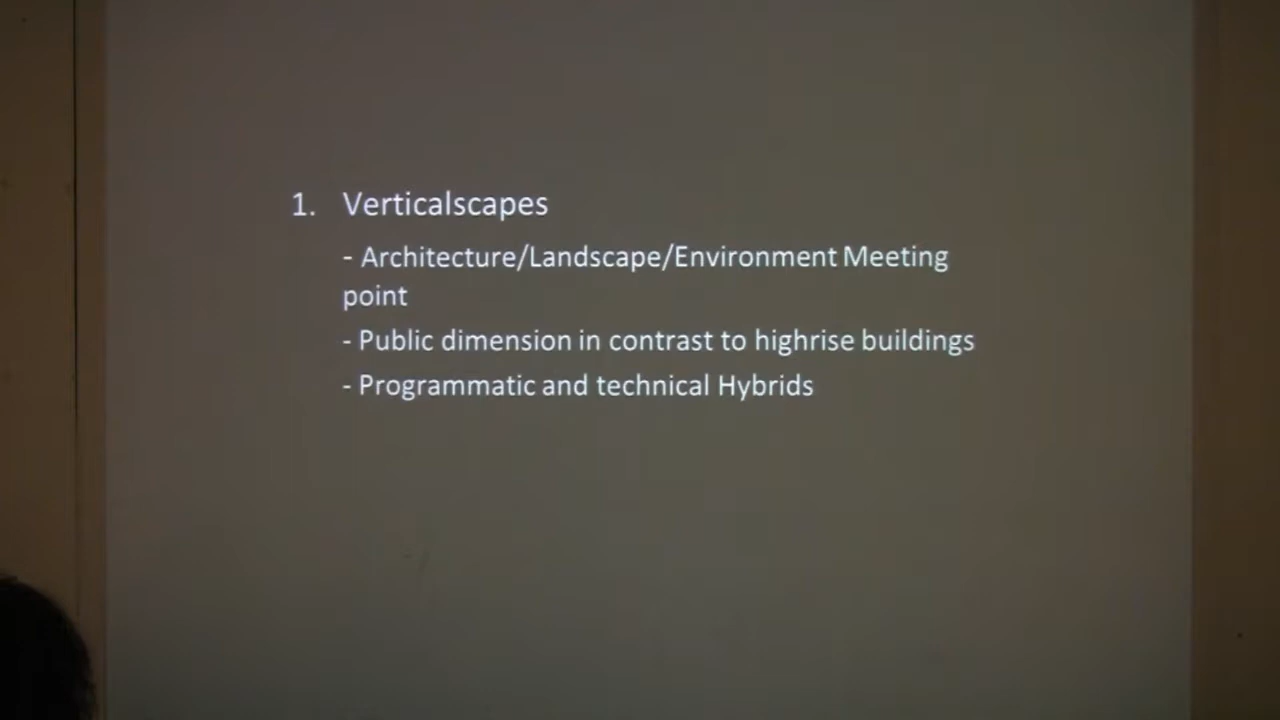 1. Verticalscapes
- Architecture/Landscape/Environment Meeting
point
- Public dimension in contrast to highrise buildings
- Programmatic and technical Hybrids